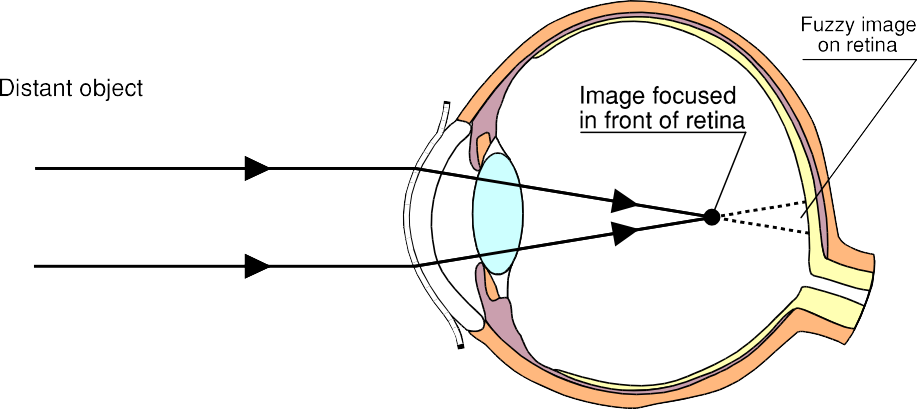 Fuzzy image
on retina
Distant object
Image focused
in front of retina